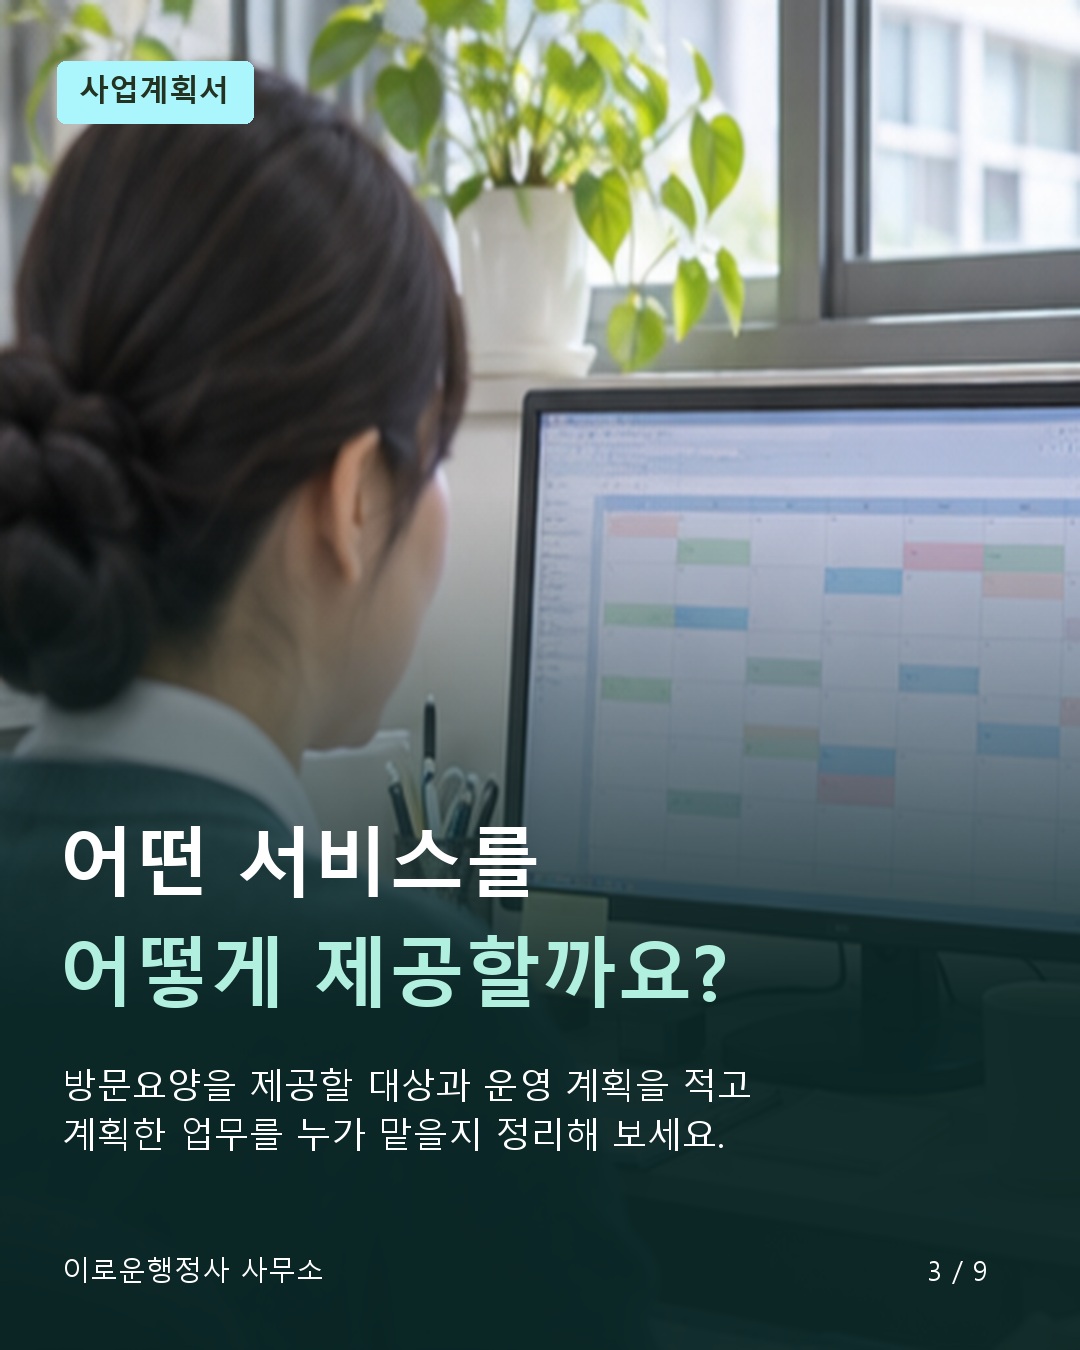 사업계획서
어떤 서비스를
어떻게 제공할까요?
방문요양을 제공할 대상과 운영 계획을 적고
계획한 업무를 누가 맡을지 정리해 보세요.
이로운행정사 사무소
3 / 9